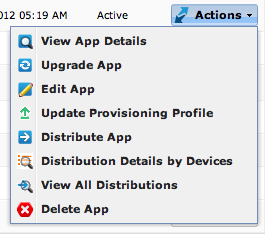 012 05:19 AM Active Actions
View App Details
Upgrade App
Edit App
Update Provisioning Profile
Distribute App
Distribution Details by Devices
View All Distributions
Delete App